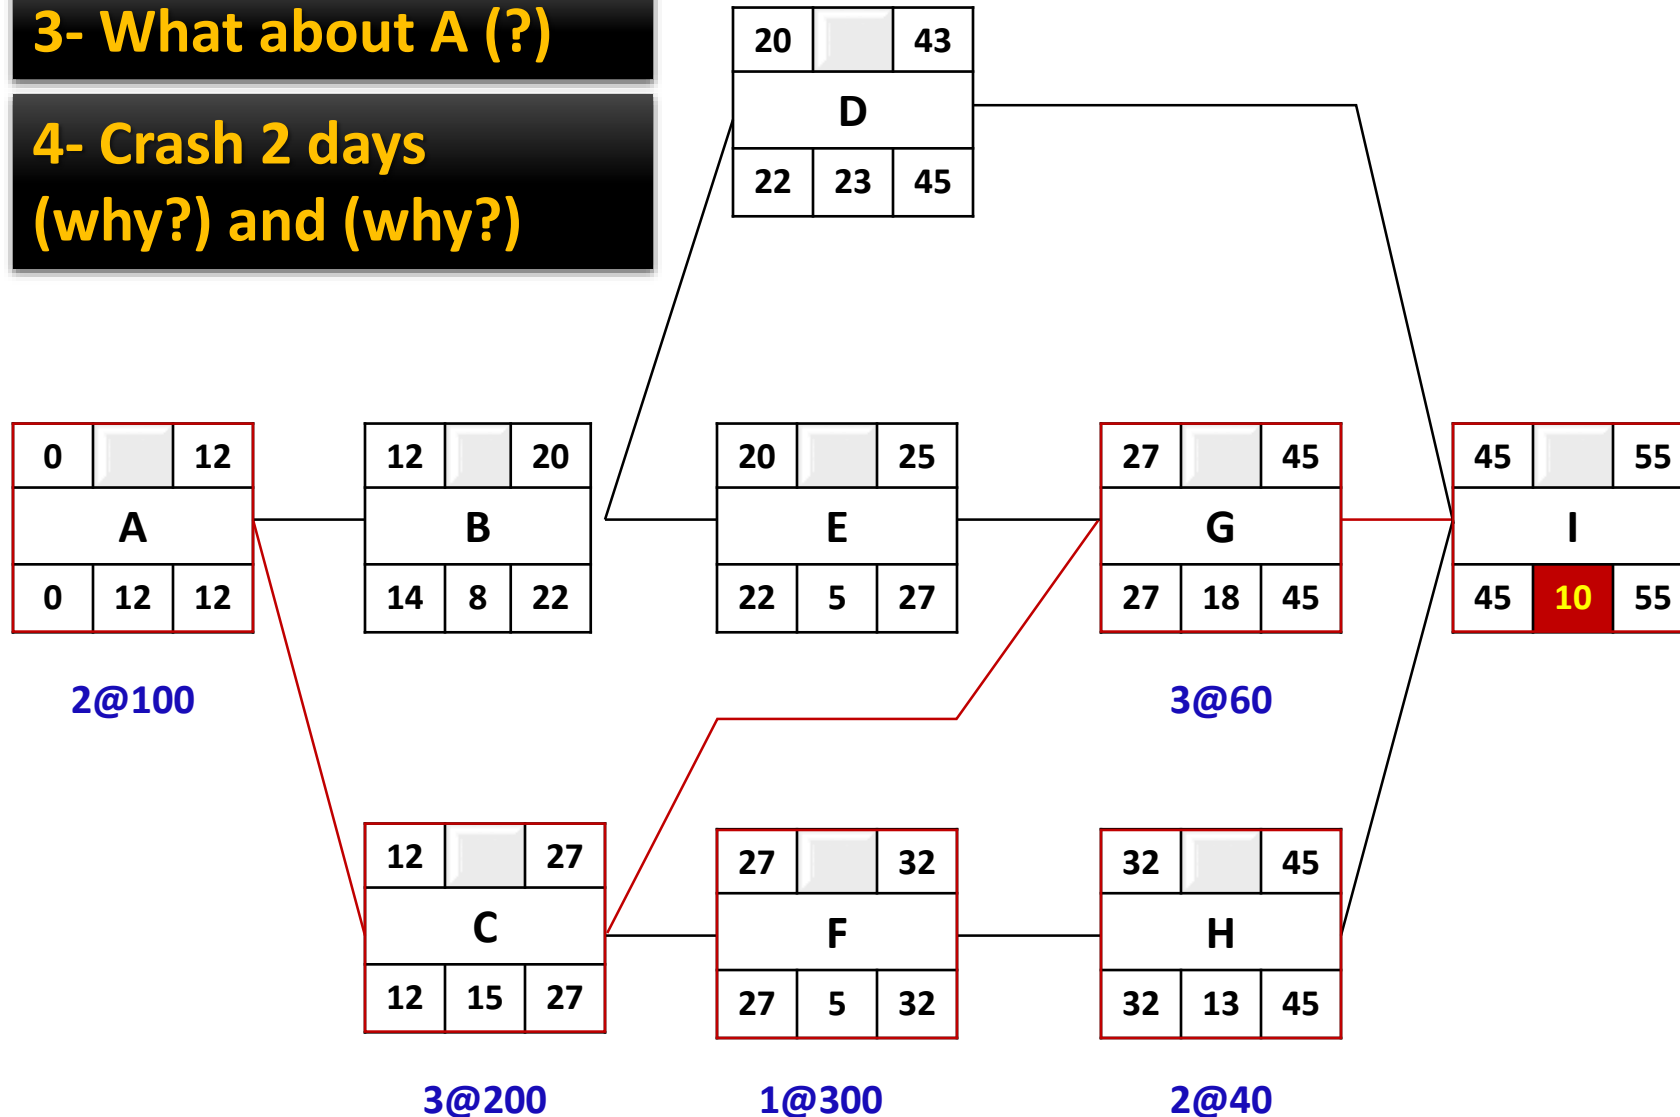 3- What about A (?)
4- Crash 2 days
(why?) and (why?)
20 43
D
22 23 45
0 12
A
0 12 12
2@100
12 20
B
14 8 22
20 25
E
22 5 27
27 45
G
27 18 45
3@60
45 55
I
45 10 55
12 27
C
12 15 27
3@200
27 32
F
27 5 32
1@300
32 45
H
32 13 45
2@40